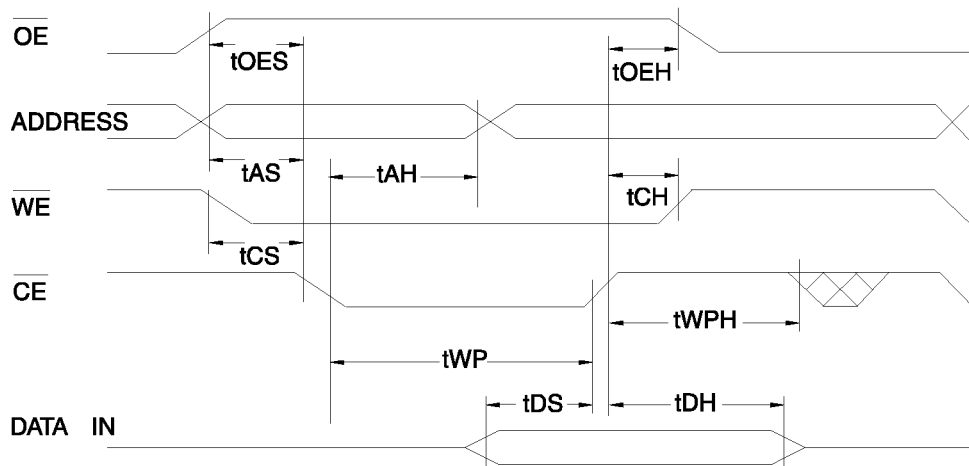 OE
tOES
tOEH
ADDRESS
tAS
tAH
WE
tCH
tCS
CE
tWPH
tWP
tDS
tDH
DATA IN